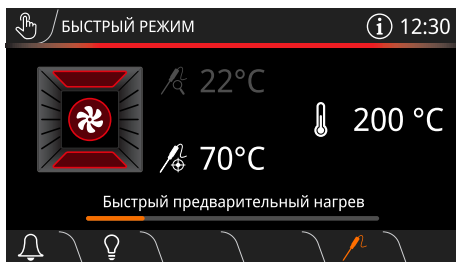 БЫСТРЫЙ РЕЖИМ
i 12:30
22°C
70°C
200 °C
Быстрый предварительный нагрев